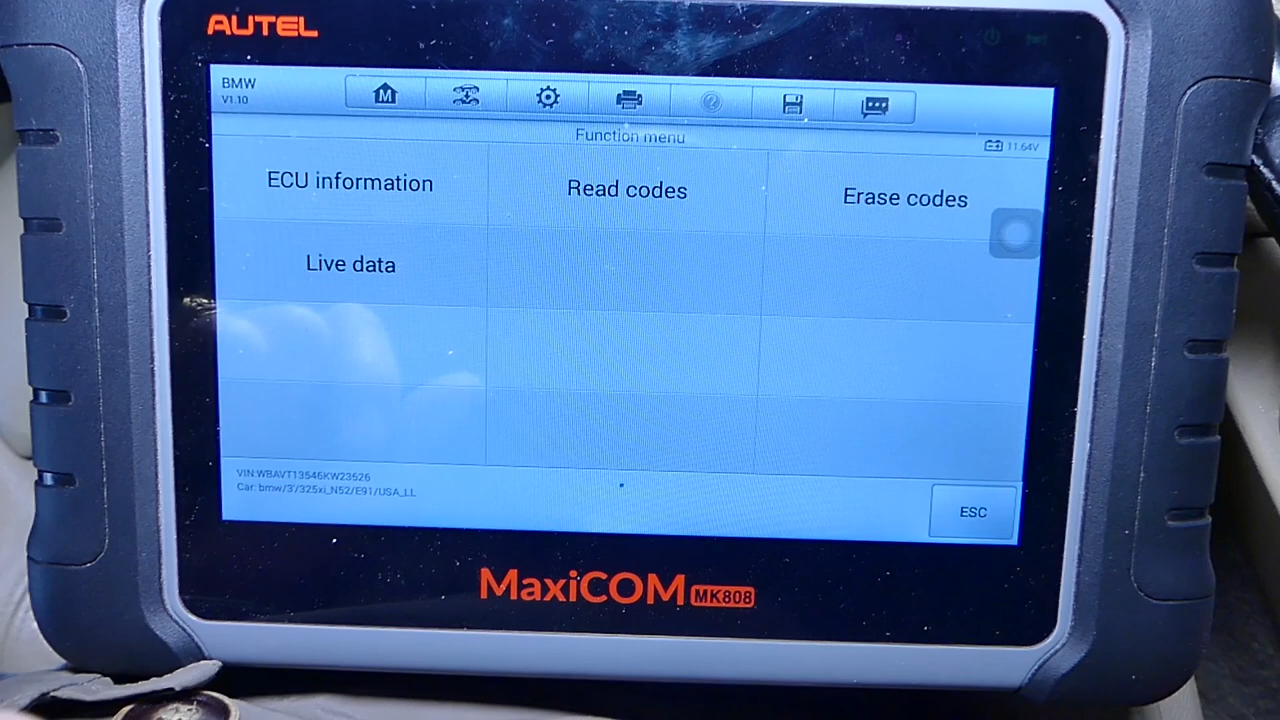 AUTEL
BMW
V1.10
M
Function menu
11.64V
ECU information
Read codes
Erase codes
Live data
VIN:WBAVT13546KW23526
Car: bmw/3'/325xi_N52/E91/USA_LL
ESC
MaxiCOM MK808